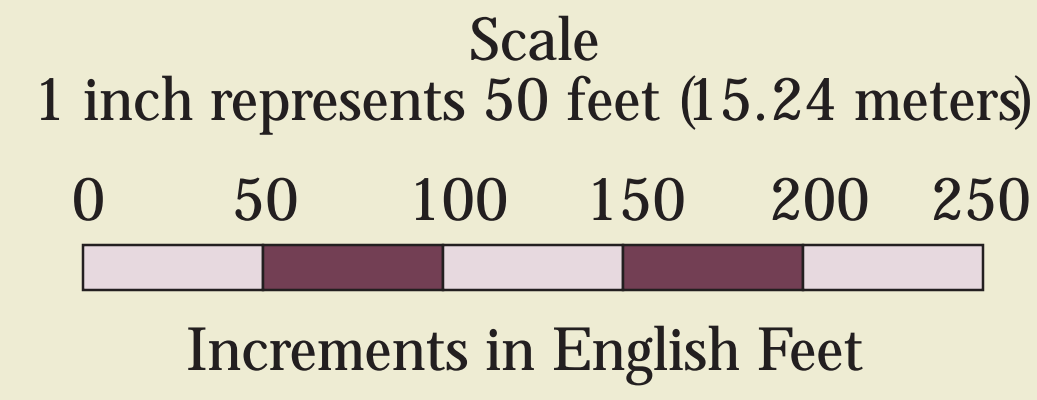 Scale
1 inch represents 50 feet (15.24 meters)
0 50 100 150 200 250
Increments in English Feet